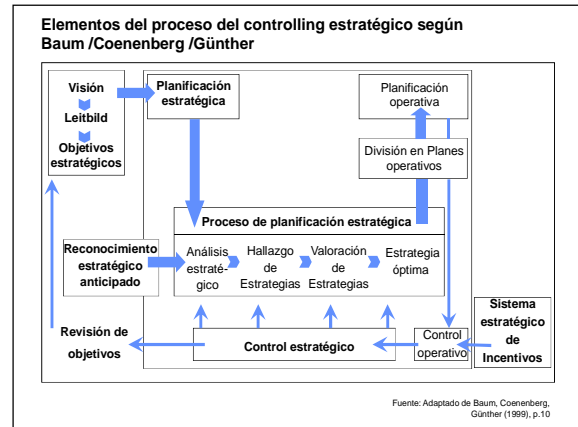 Elementos del proceso del controlling estratégico según
Baum /Coenenberg /Günther
Visión
Leitbild
Objetivos
estratégicos
Planificación
estratégica
Planificación
operativa
División en Planes
operativos
Proceso de planificación estratégica
Reconocimiento
estratégico
anticipado
Análisis
estraté-
gico
Hallazgo
de
Estrategias
Valoración
de
Estrategias
Estrategia
óptima
Revisión de
objetivos
Control estratégico
Control
operativo
Sistema
estratégico
de
Incentivos
Fuente: Adaptado de Baum, Coenenberg,
Günther (1999), p.10